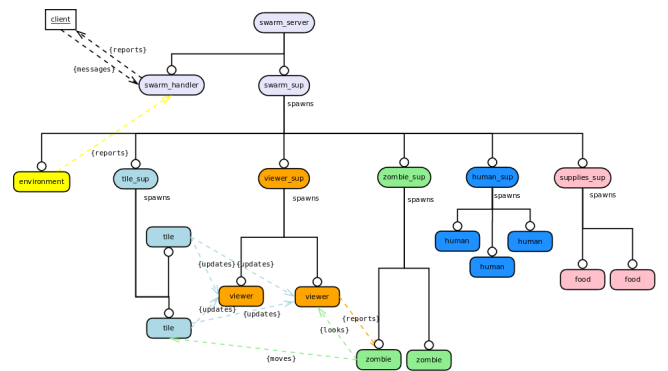 client
swarm_server
{reports}
{messages}
swarm_handler
swarm_sup
spawns
{reports}
environment
tile_sup
viewer_sup
zombie_sup
human_sup
supplies_sup
spawns
spawns
spawns
spawns
spawns
tile
human
human
{updates}
{updates}
human
food
food
viewer
viewer
{updates}
{updates}
{reports}
tile
{looks}
{moves}
zombie
zombie